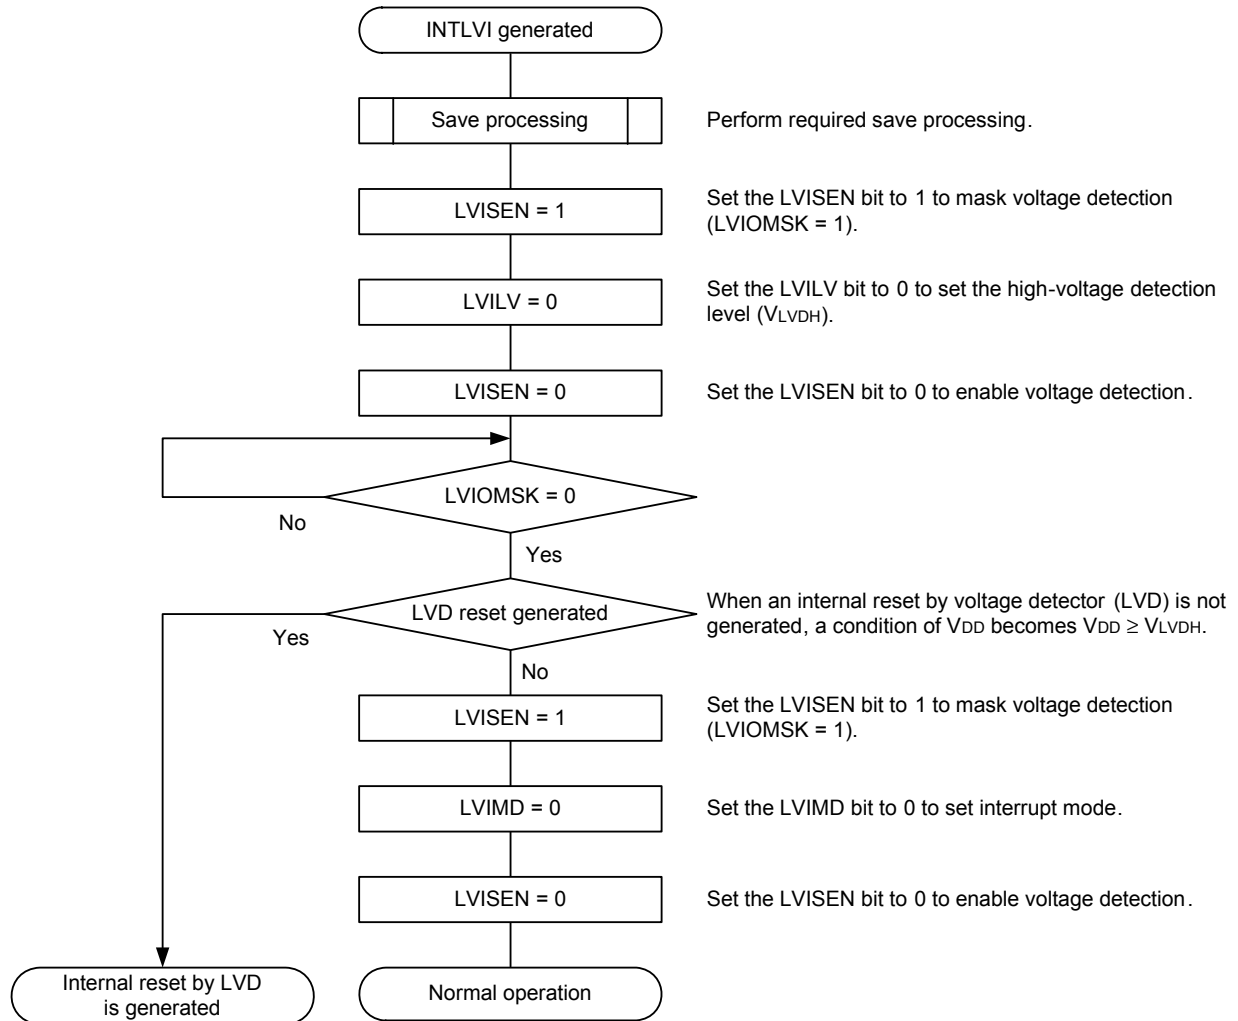 INTLVI generated
Save processing
Perform required save processing.
LVISEN = 1
Set the LVISEN bit to 1 to mask voltage detection
(LVIOMSK = 1).
LVILV = 0
Set the LVILV bit to 0 to set the high-voltage detection
level (VLVDH).
LVISEN = 0
Set the LVISEN bit to 0 to enable voltage detection.
LVIOMSK = 0
No
Yes
LVD reset generated
When an internal reset by voltage detector (LVD) is not
generated, a condition of VDD becomes VDD ≥ VLVDH.
Yes
No
LVISEN = 1
Set the LVISEN bit to 1 to mask voltage detection
(LVIOMSK = 1).
LVIMD = 0
Set the LVIMD bit to 0 to set interrupt mode.
LVISEN = 0
Set the LVISEN bit to 0 to enable voltage detection.
Internal reset by LVD
is generated
Normal operation